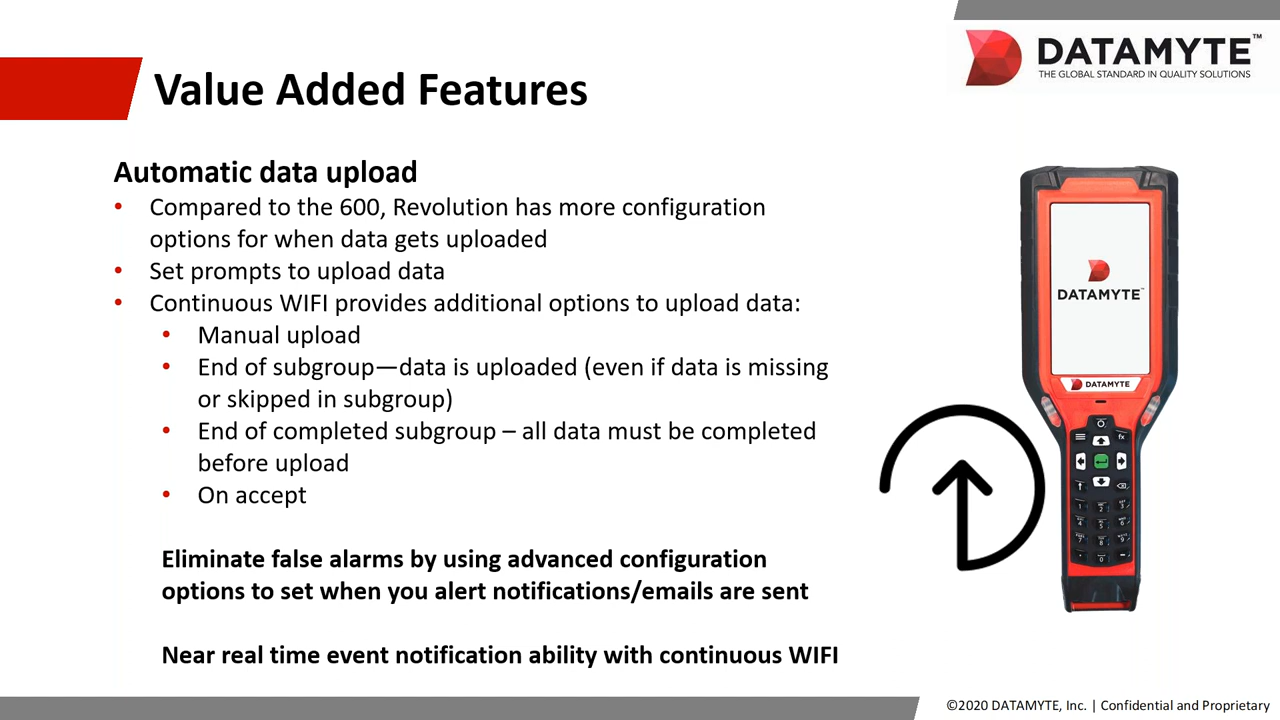 DATAMYTE™
THE GLOBAL STANDARD IN QUALITY SOLUTIONS
Value Added Features
Automatic data upload
• Compared to the 600, Revolution has more configuration
options for when data gets uploaded
• Set prompts to upload data
• Continuous WIFI provides additional options to upload data:
• Manual upload
• End of subgroup—data is uploaded (even if data is missing
or skipped in subgroup)
• End of completed subgroup – all data must be completed
before upload
• On accept
Eliminate false alarms by using advanced configuration
options to set when you alert notifications/emails are sent
Near real time event notification ability with continuous WIFI
DATAMYTE™
DATAMYTE
fx
©2020 DATAMYTE, Inc. | Confidential and Proprietary